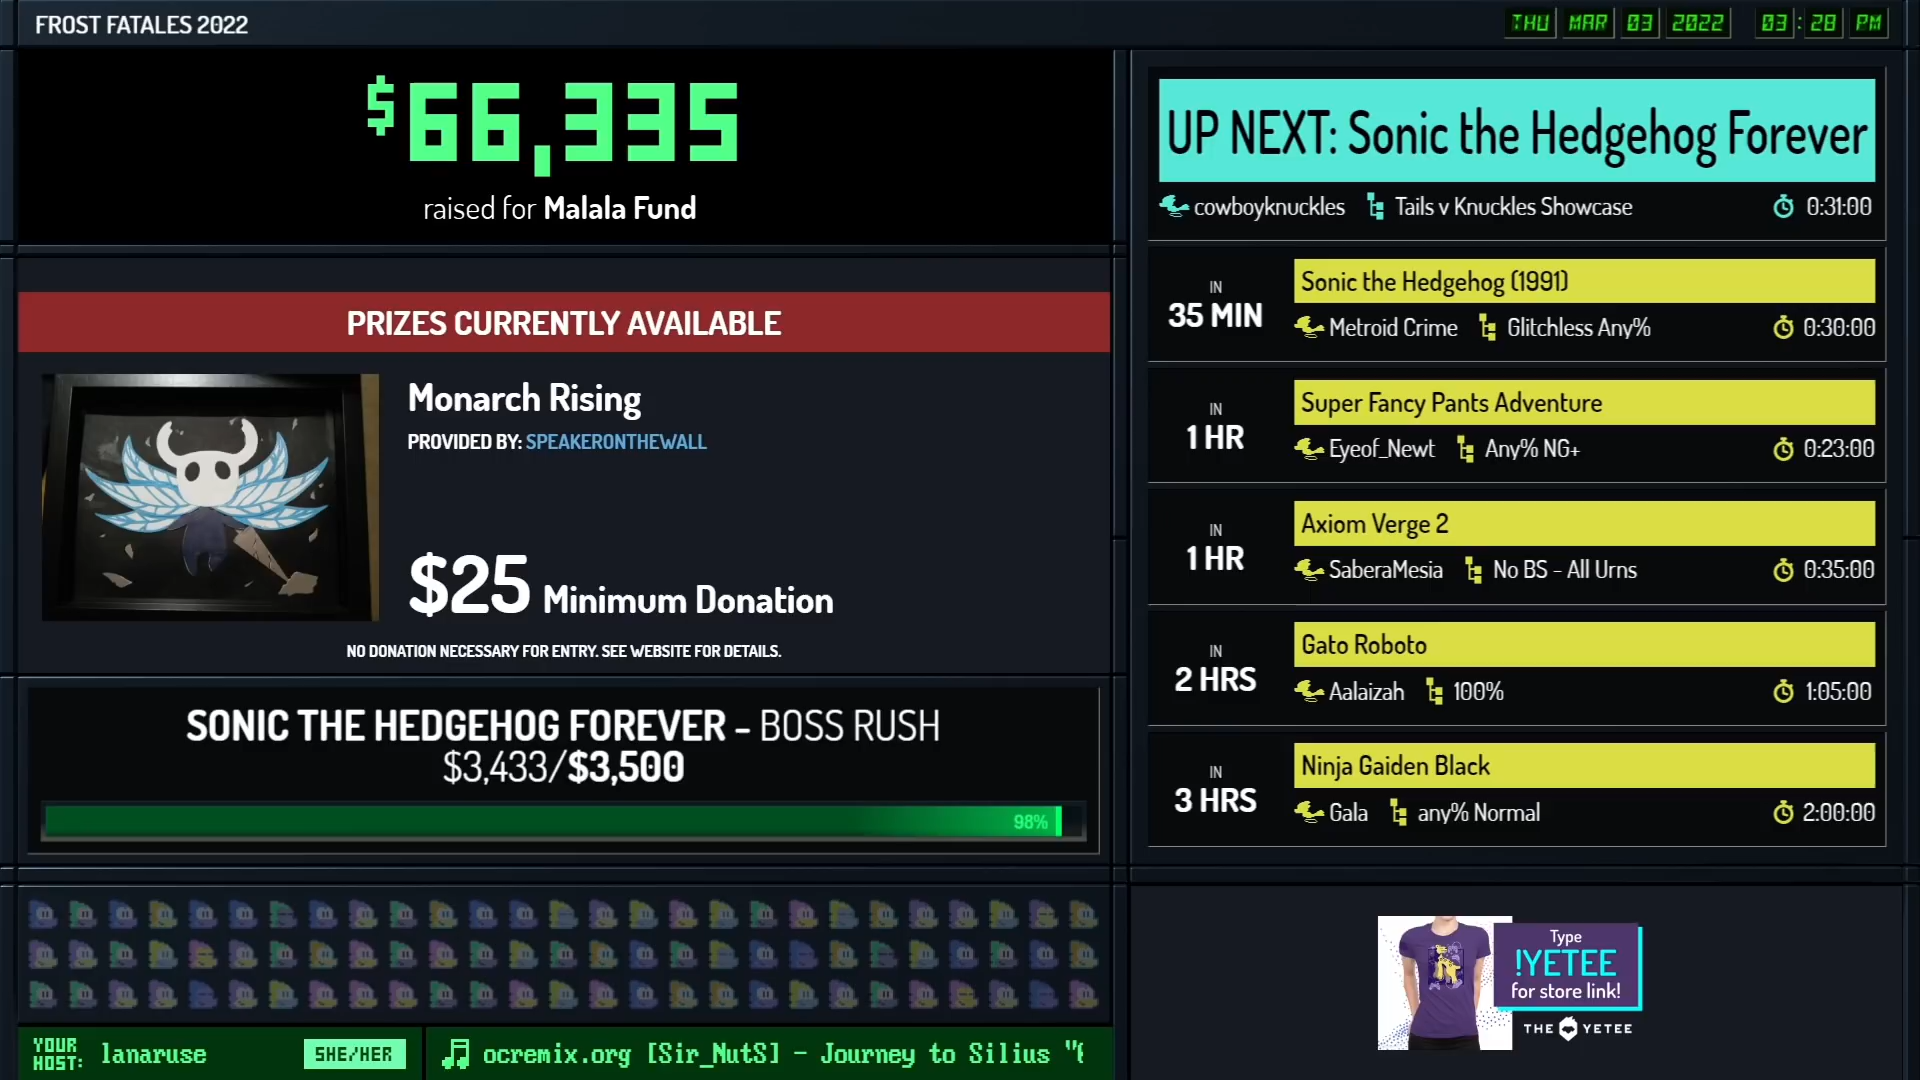 FROST FATALES 2022
THU MAR 03 2022 03:28 PM
$66,335
raised for Malala Fund
PRIZES CURRENTLY AVAILABLE
Monarch Rising
PROVIDED BY: SPEAKERONTHEWALL
$25 Minimum Donation
NO DONATION NECESSARY FOR ENTRY. SEE WEBSITE FOR DETAILS.
SONIC THE HEDGEHOG FOREVER - BOSS RUSH
$3,433/$3,500
98%
YOUR HOST: lanaruse SHE/HER
ocremix.org [Sir_NutS] - Journey to Silius "
UP NEXT: Sonic the Hedgehog Forever
cowboyknuckles Tails v Knuckles Showcase 0:31:00
IN 35 MIN
Sonic the Hedgehog (1991)
Metroid Crime Glitchless Any% 0:30:00
IN 1 HR
Super Fancy Pants Adventure
Eyeof_Newt Any% NG+ 0:23:00
IN 1 HR
Axiom Verge 2
SaberaMesia No BS - All Urns 0:35:00
IN 2 HRS
Gato Roboto
Aalaizah 100% 1:05:00
IN 3 HRS
Ninja Gaiden Black
Gala any% Normal 2:00:00
Type
!YETEE
for store link!
THE YETEE